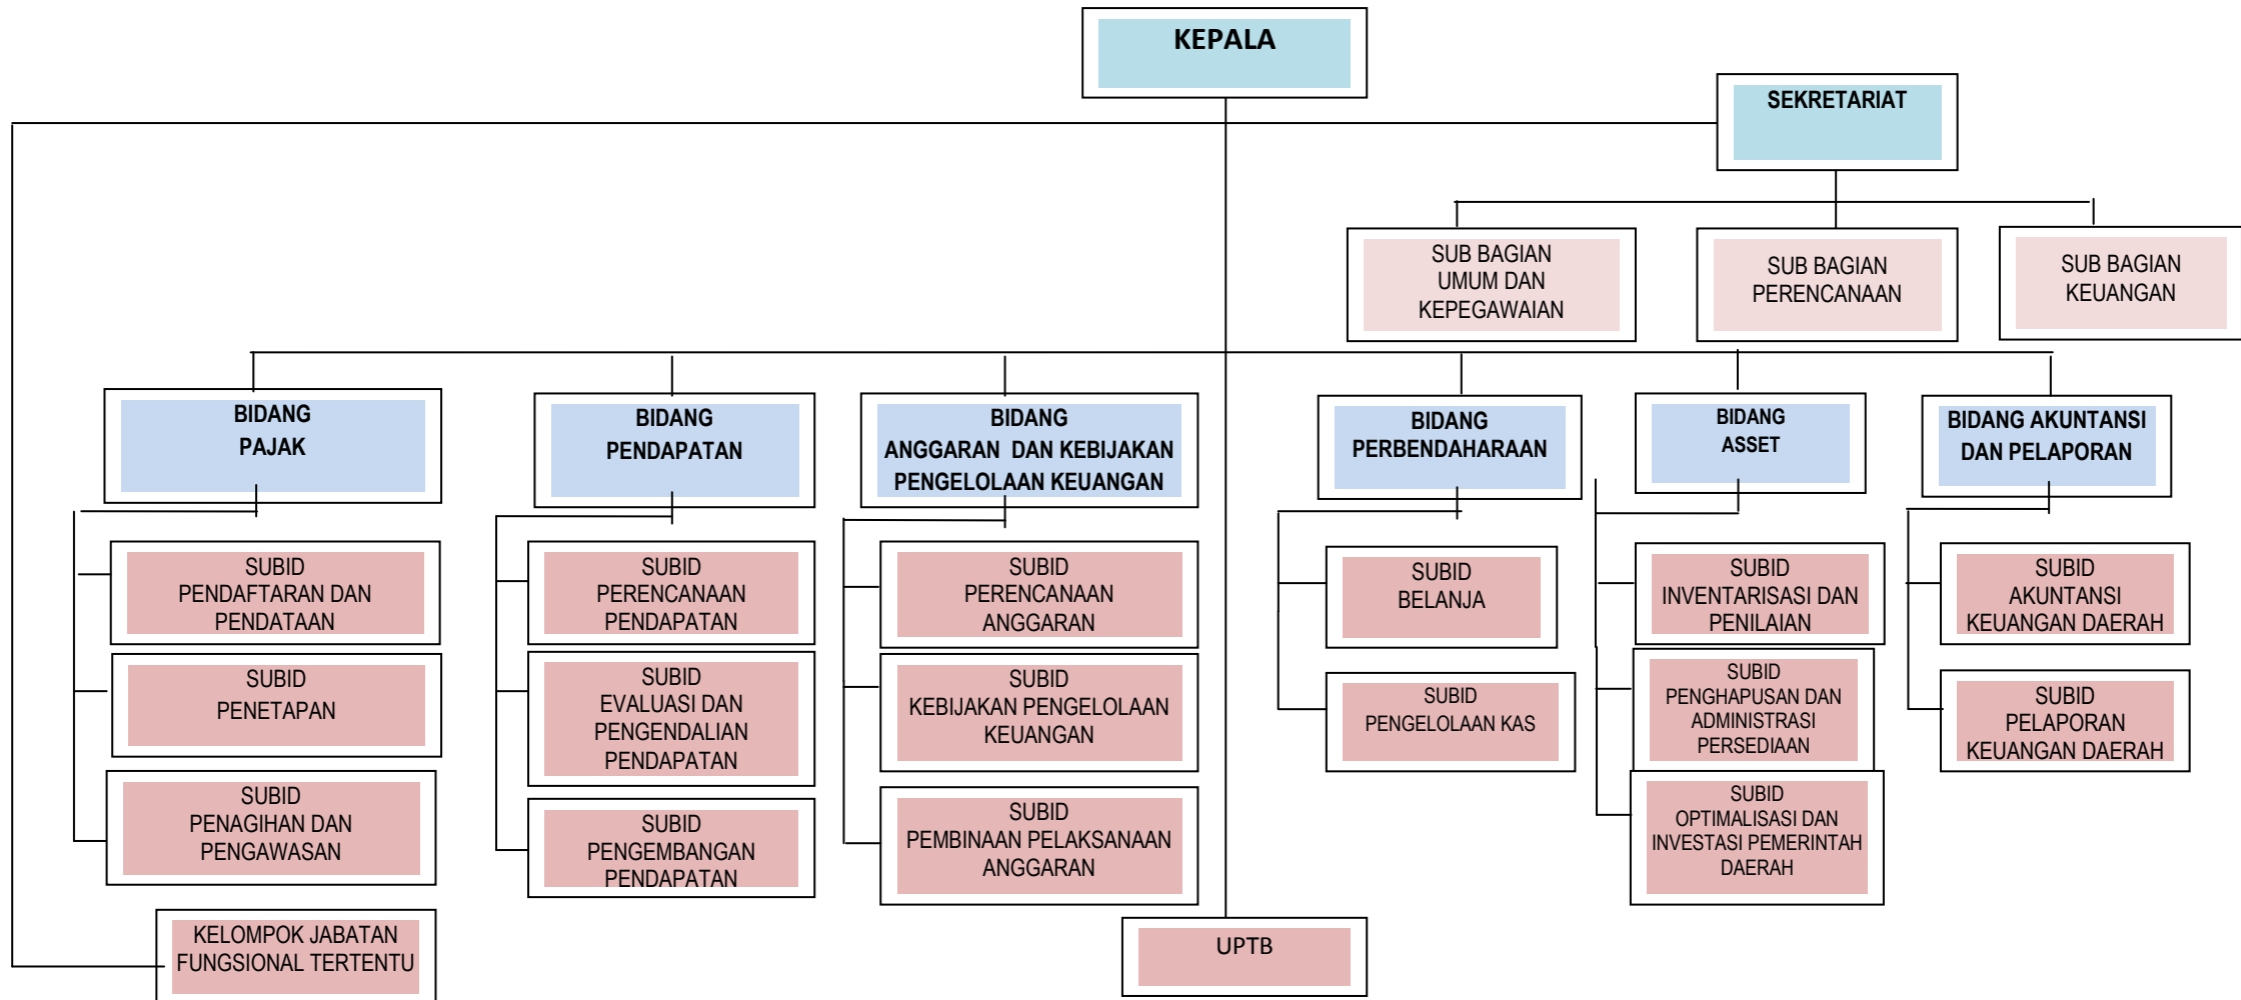 KEPALA
SEKRETARIAT
SUB BAGIAN
UMUM DAN
KEPEGAWAIAN
SUB BAGIAN
PERENCANAAN
SUB BAGIAN
KEUANGAN
BIDANG
PAJAK
BIDANG
PENDAPATAN
BIDANG
ANGGARAN DAN KEBIJAKAN
PENGELOLAAN KEUANGAN
BIDANG
PERBENDAHARAAN
BIDANG
ASSET
BIDANG AKUNTANSI
DAN PELAPORAN
SUBID
PENDAFTARAN DAN
PENDATAAN
SUBID
PENETAPAN
SUBID
PENAGIHAN DAN
PENGAWASAN
SUBID
PERENCANAAN
PENDAPATAN
SUBID
EVALUASI DAN
PENGENDALIAN
PENDAPATAN
SUBID
PENGEMBANGAN
PENDAPATAN
SUBID
PERENCANAAN
ANGGARAN
SUBID
KEBIJAKAN PENGELOLAAN
KEUANGAN
SUBID
PEMBINAAN PELAKSANAAN
ANGGARAN
SUBID
BELANJA
SUBID
PENGELOLAAN KAS
SUBID
INVENTARISASI DAN
PENILAIAN
SUBID
PENGHAPUSAN DAN
ADMINISTRASI
PERSEDIAAN
SUBID
OPTIMALISASI DAN
INVESTASI PEMERINTAH
DAERAH
SUBID
AKUNTANSI
KEUANGAN DAERAH
SUBID
PELAPORAN
KEUANGAN DAERAH
KELOMPOK JABATAN
FUNGSIONAL TERTENTU
UPTB